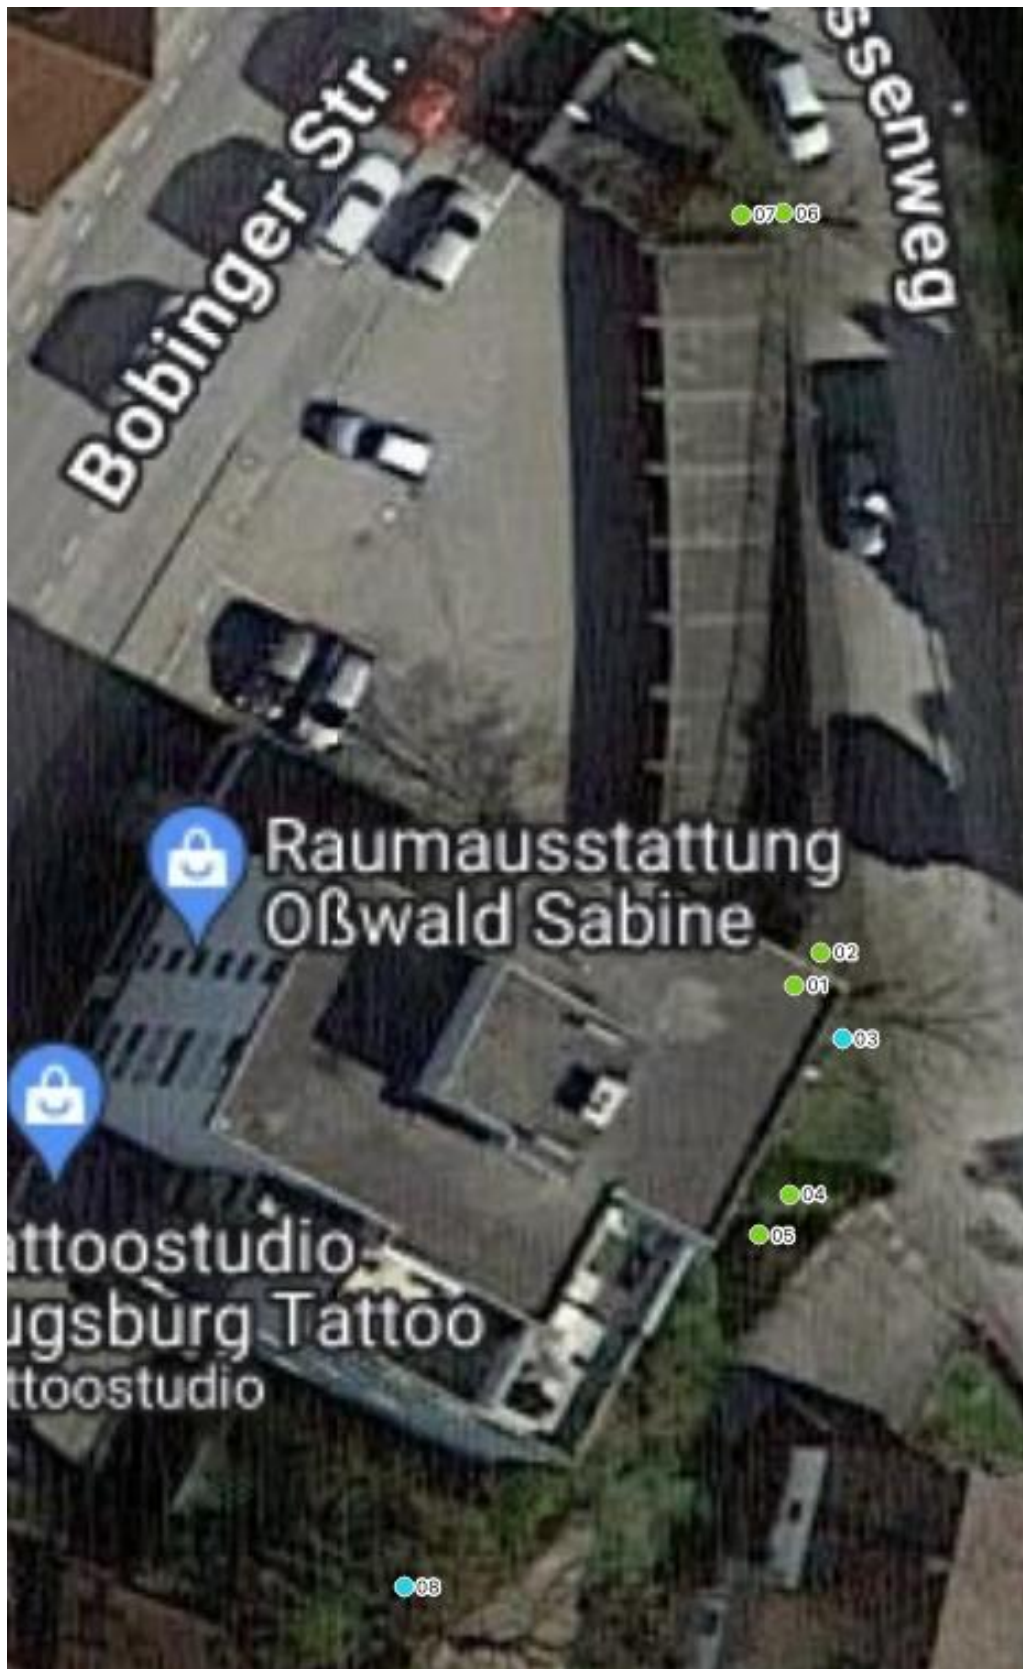 Bobinger Str.
ssenweg
07 06
Raumausstattung
Oßwald Sabine
02
01
03
04
05
attoostudio
ugsburg Tattoo
ttoostudio
08